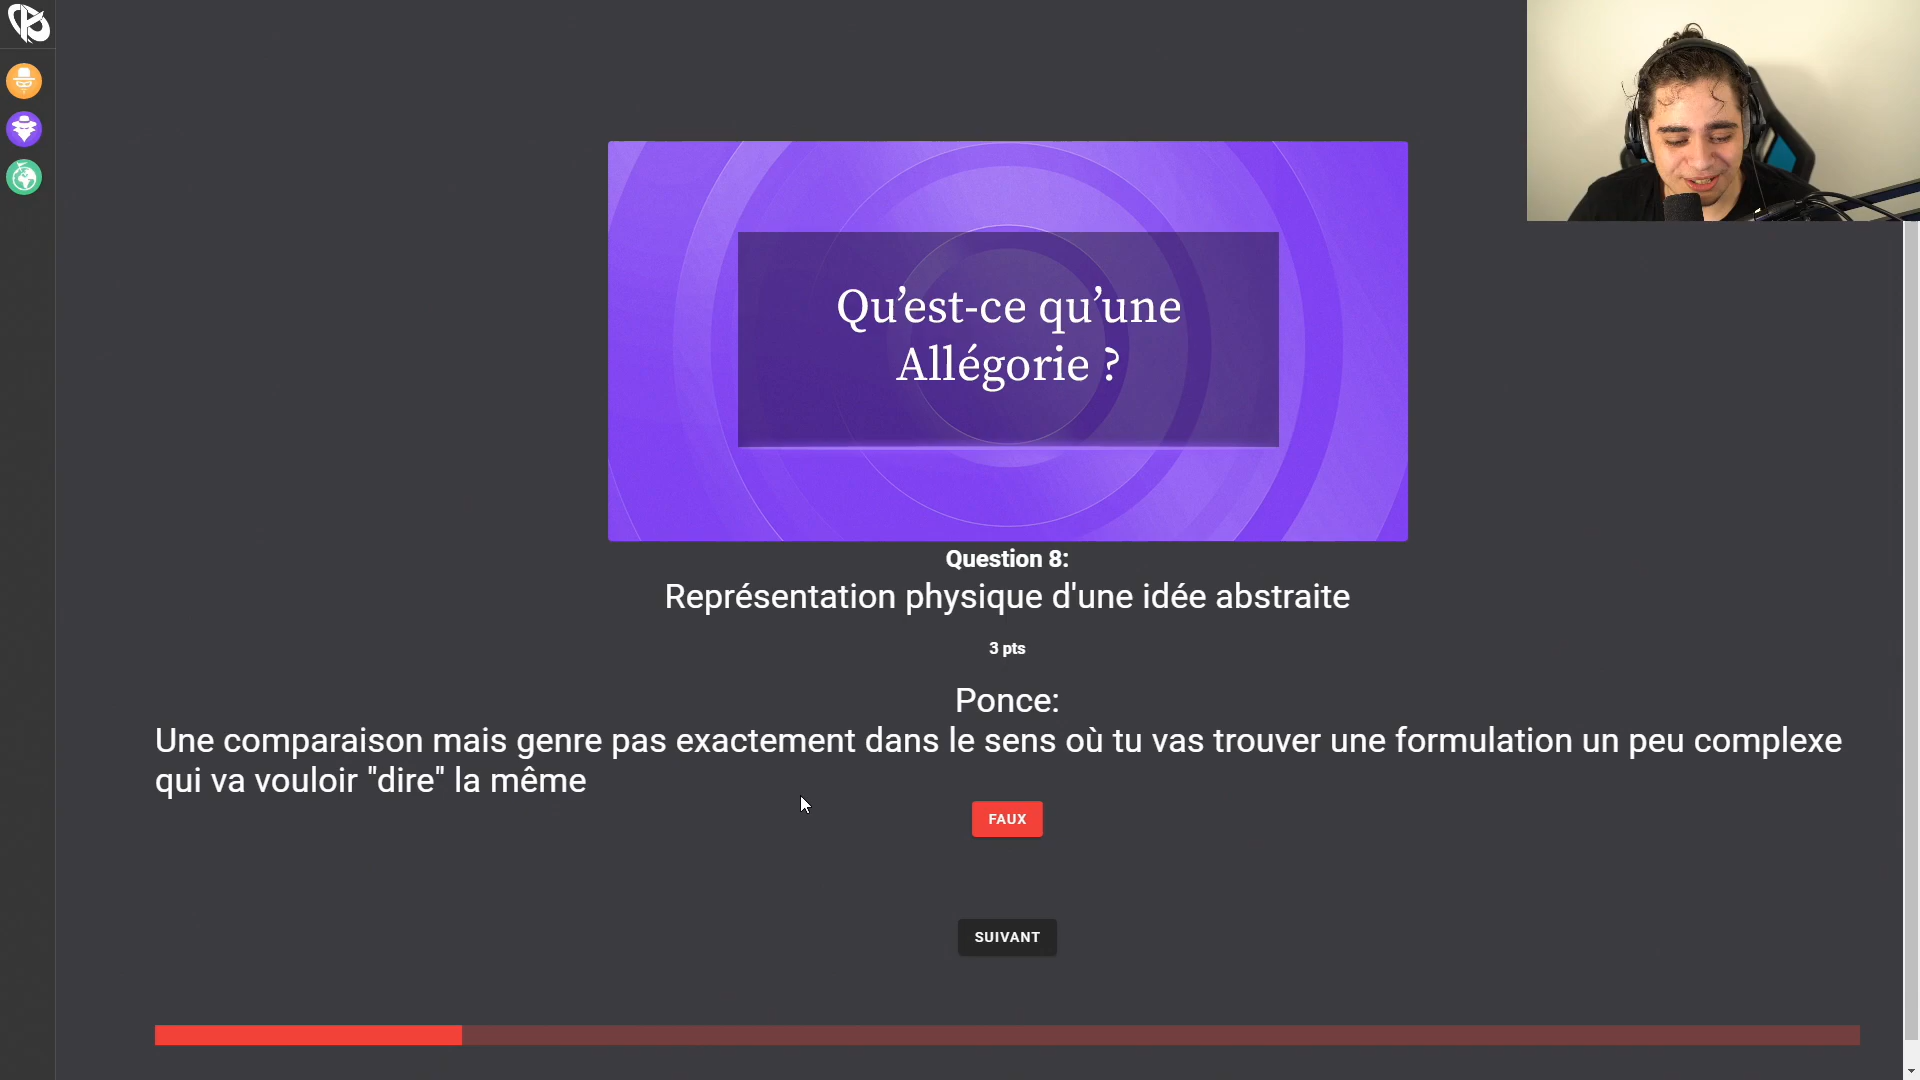 Qu’est-ce qu’une
Allégorie ?
Question 8:
Représentation physique d'une idée abstraite
3 pts
Ponce:
Une comparaison mais genre pas exactement dans le sens où tu vas trouver une formulation un peu complexe
qui va vouloir "dire" la même
FAUX
SUIVANT